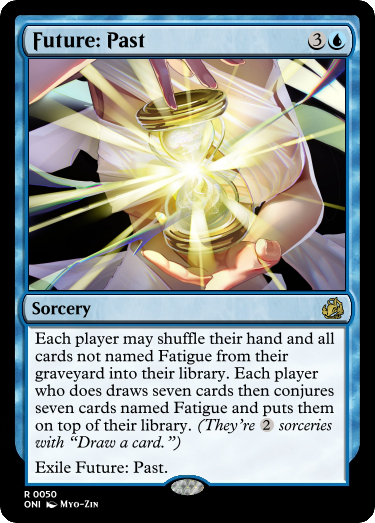 Future: Past
3
Sorcery
Each player may shuffle their hand and all
cards not named Fatigue from their
graveyard into their library. Each player
who does draws seven cards then conjures
seven cards named Fatigue and puts them
on top of their library. (They're 2 sorceries
with “Draw a card.”)
Exile Future: Past.
R 0050
ONI Myo-Zin